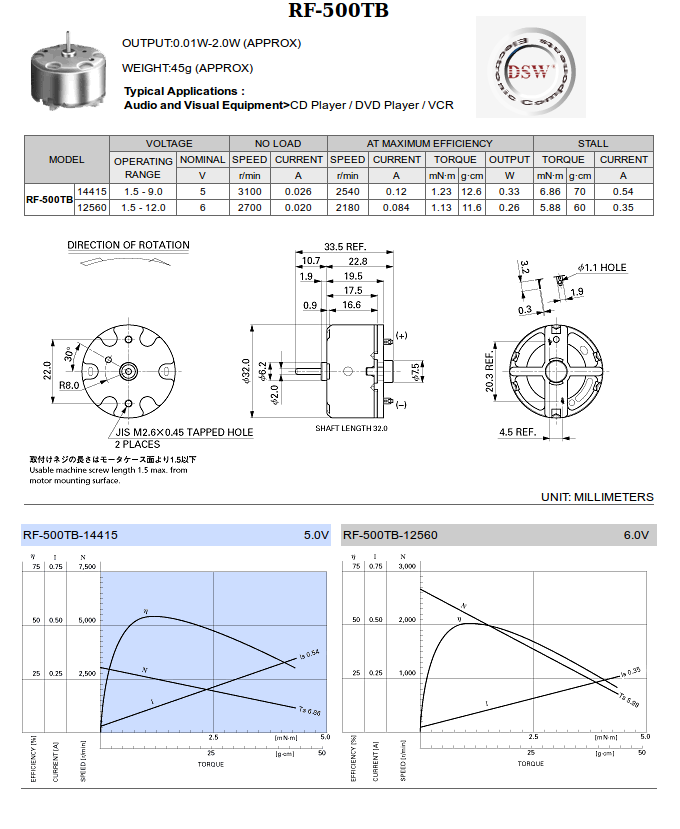 RF-500TB
OUTPUT:0.01W-2.0W (APPROX)
WEIGHT:45g (APPROX)
Typical Applications :
Audio and Visual Equipment>CD Player / DVD Player / VCR
DSW
MODEL VOLTAGE NO LOAD AT MAXIMUM EFFICIENCY STALL
OPERATING RANGE NOMINAL SPEED CURRENT SPEED CURRENT TORQUE OUTPUT TORQUE CURRENT
V r/min A r/min A mN·m g·cm W mN·m g·cm A
RF-500TB 14415 1.5 - 9.0 5 3100 0.026 2540 0.12 1.23 12.6 0.33 6.86 70 0.54
12560 1.5 - 12.0 6 2700 0.020 2180 0.084 1.13 11.6 0.26 5.88 60 0.35
DIRECTION OF ROTATION
22.0
30°
R8.0
JIS M2.6×0.45 TAPPED HOLE
2 PLACES
取付けネジの長さはモータケース面より1.5以下
Usable machine screw length 1.5 max. from
motor mounting surface.
33.5 REF.
10.7 22.8
1.9 19.5
17.5
0.9 16.6
(+)
ϕ32.0
ϕ6.2
ϕ2.0
ϕ7.5
(−)
SHAFT LENGTH 32.0
3.2
ϕ1.1 HOLE
1.9
0.3
20.3 REF.
4.5 REF.
UNIT: MILLIMETERS
RF-500TB-14415 5.0V
η I N
75 0.75 7,500
50 0.50 5,000
25 0.25 2,500
η
N
I
Is 0.54
Ts 6.86
2.5 [mN·m] 5.0
25 [g·cm] 50
TORQUE
EFFICIENCY [%]
CURRENT [A]
SPEED [r/min]
RF-500TB-12560 6.0V
η I N
75 0.75 3,000
50 0.50 2,000
25 0.25 1,000
N
η
I
Is 0.35
Ts 5.88
2.5 [mN·m] 5.0
25 [g·cm] 50
TORQUE
EFFICIENCY [%]
CURRENT [A]
SPEED [r/min]